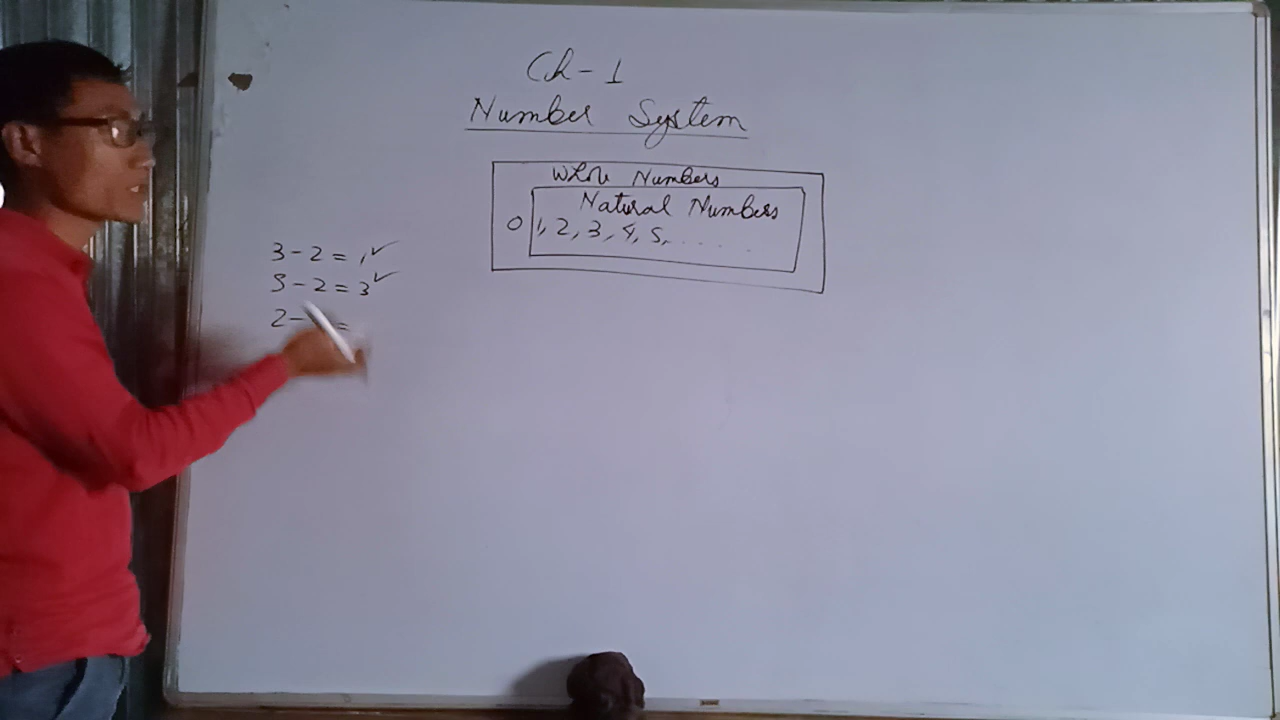 Ch-1
Number System
Whole Numbers
Natural Numbers
0 1, 2, 3, 4, 5, . . . . .
3-2 = 1 ✓
5-2 = 3 ✓
2- =